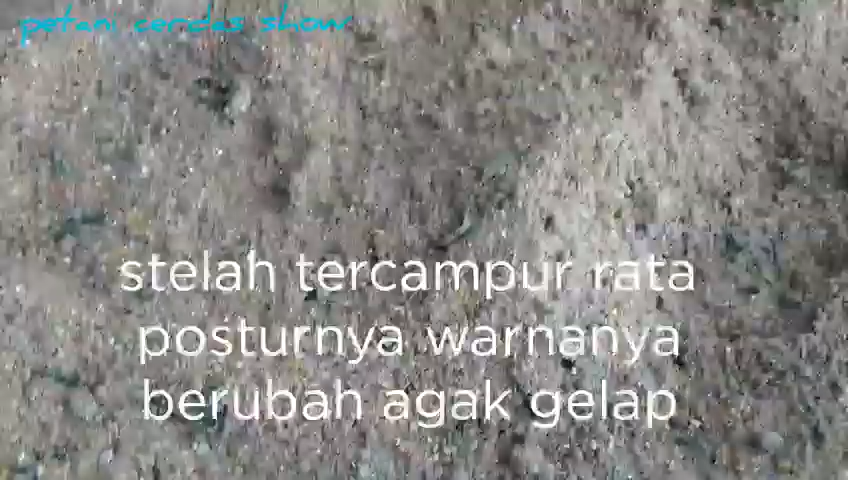 petani cerdas show
stelah tercampur rata
posturnya warnanya
berubah agak gelap